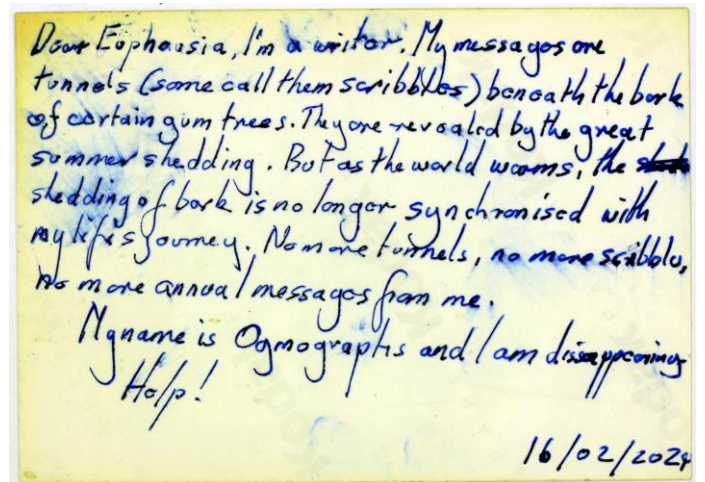 Dear Euphausia, I'm a writer. My messages are
tunnels (some call them scribbles) beneath the bark
of certain gum trees. They are revealed by the great
summer shedding. But as the world warms, the
shedding of bark is no longer synchronised with
my life's journey. No more tunnels, no more scribbles,
no more annual messages from me.
My name is Ogmographis and I am disappearing
Help!
16/02/2024